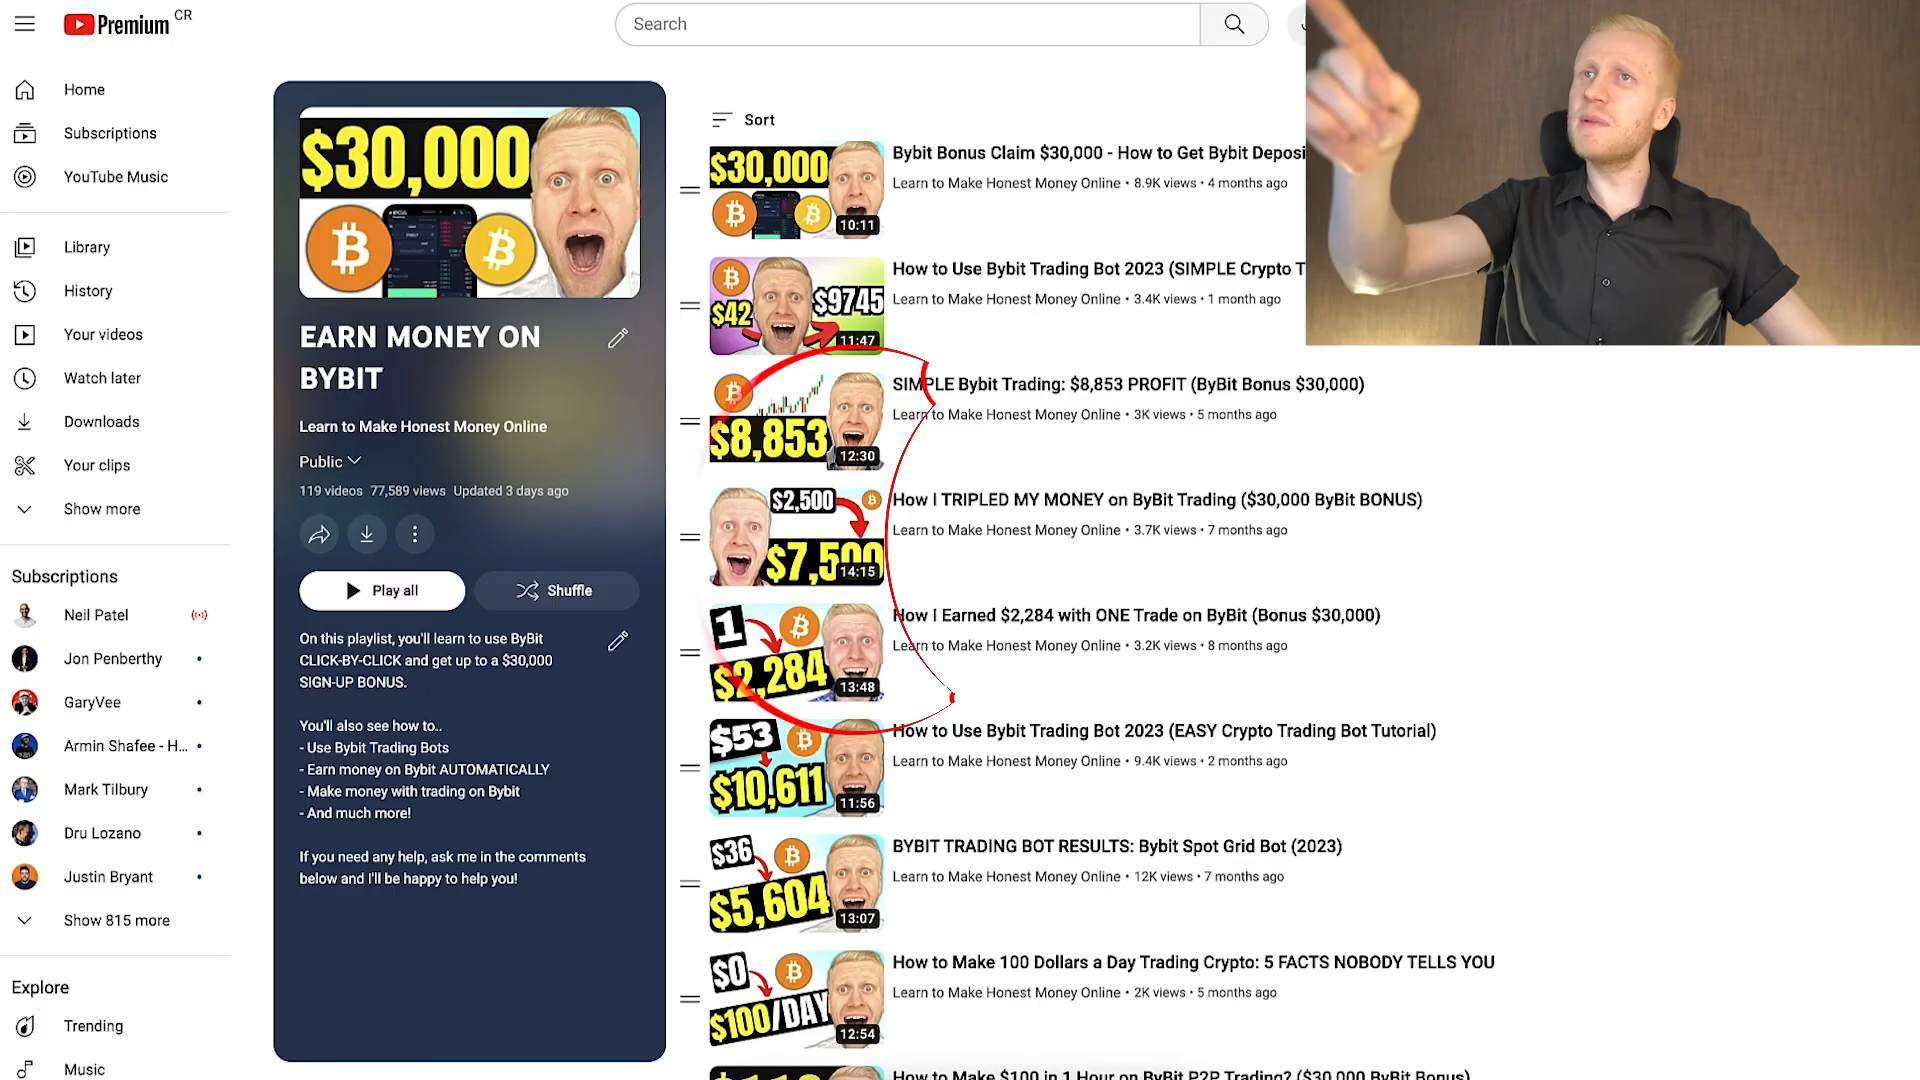 Premium CR
Search
Home
Subscriptions
YouTube Music
Library
History
Your videos
Watch later
Downloads
Your clips
Show more
Subscriptions
Neil Patel
Jon Penberthy
GaryVee
Armin Shafee - H...
Mark Tilbury
Dru Lozano
Justin Bryant
Show 815 more
Explore
Trending
Music
$30,000
EARN MONEY ON
BYBIT
Learn to Make Honest Money Online
Public
119 videos 77,589 views Updated 3 days ago
Play all
Shuffle
On this playlist, you'll learn to use ByBit
CLICK-BY-CLICK and get up to a $30,000
SIGN-UP BONUS.
You'll also see how to..
- Use Bybit Trading Bots
- Earn money on Bybit AUTOMATICALLY
- Make money with trading on Bybit
- And much more!
If you need any help, ask me in the comments
below and I'll be happy to help you!
Sort
$30,000
10:11
Bybit Bonus Claim $30,000 - How to Get Bybit Deposi
Learn to Make Honest Money Online • 8.9K views • 4 months ago
$42
$9745
11:47
How to Use Bybit Trading Bot 2023 (SIMPLE Crypto T
Learn to Make Honest Money Online • 3.4K views • 1 month ago
$8,853
12:30
SIMPLE Bybit Trading: $8,853 PROFIT (ByBit Bonus $30,000)
Learn to Make Honest Money Online • 3K views • 5 months ago
$2,500
$7,500
14:15
How I TRIPLED MY MONEY on ByBit Trading ($30,000 ByBit BONUS)
Learn to Make Honest Money Online • 3.7K views • 7 months ago
1
$2,284
13:48
How I Earned $2,284 with ONE Trade on ByBit (Bonus $30,000)
Learn to Make Honest Money Online • 3.2K views • 8 months ago
$53
$10,611
11:56
How to Use Bybit Trading Bot 2023 (EASY Crypto Trading Bot Tutorial)
Learn to Make Honest Money Online • 9.4K views • 2 months ago
$36
$5,604
13:07
BYBIT TRADING BOT RESULTS: Bybit Spot Grid Bot (2023)
Learn to Make Honest Money Online • 12K views • 7 months ago
$0
$100/DAY
12:54
How to Make 100 Dollars a Day Trading Crypto: 5 FACTS NOBODY TELLS YOU
Learn to Make Honest Money Online • 2K views • 5 months ago
How to Make $100 in 1 Hour on ByBit P2P Trading? ($30,000 ByBit Bonus)